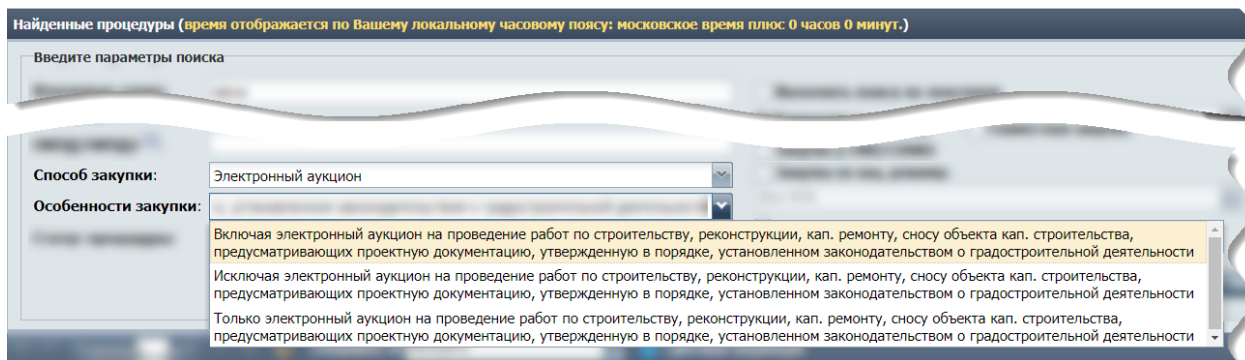 Найденные процедуры (время отображается по Вашему локальному часовому поясу: московское время плюс 0 часов 0 минут.)
Введите параметры поиска
Способ закупки: Электронный аукцион
Особенности закупки:
Включая электронный аукцион на проведение работ по строительству, реконструкции, кап. ремонту, сносу объекта кап. строительства,
предусматривающих проектную документацию, утвержденную в порядке, установленном законодательством о градостроительной деятельности
Исключая электронный аукцион на проведение работ по строительству, реконструкции, кап. ремонту, сносу объекта кап. строительства,
предусматривающих проектную документацию, утвержденную в порядке, установленном законодательством о градостроительной деятельности
Только электронный аукцион на проведение работ по строительству, реконструкции, кап. ремонту, сносу объекта кап. строительства,
предусматривающих проектную документацию, утвержденную в порядке, установленном законодательством о градостроительной деятельности